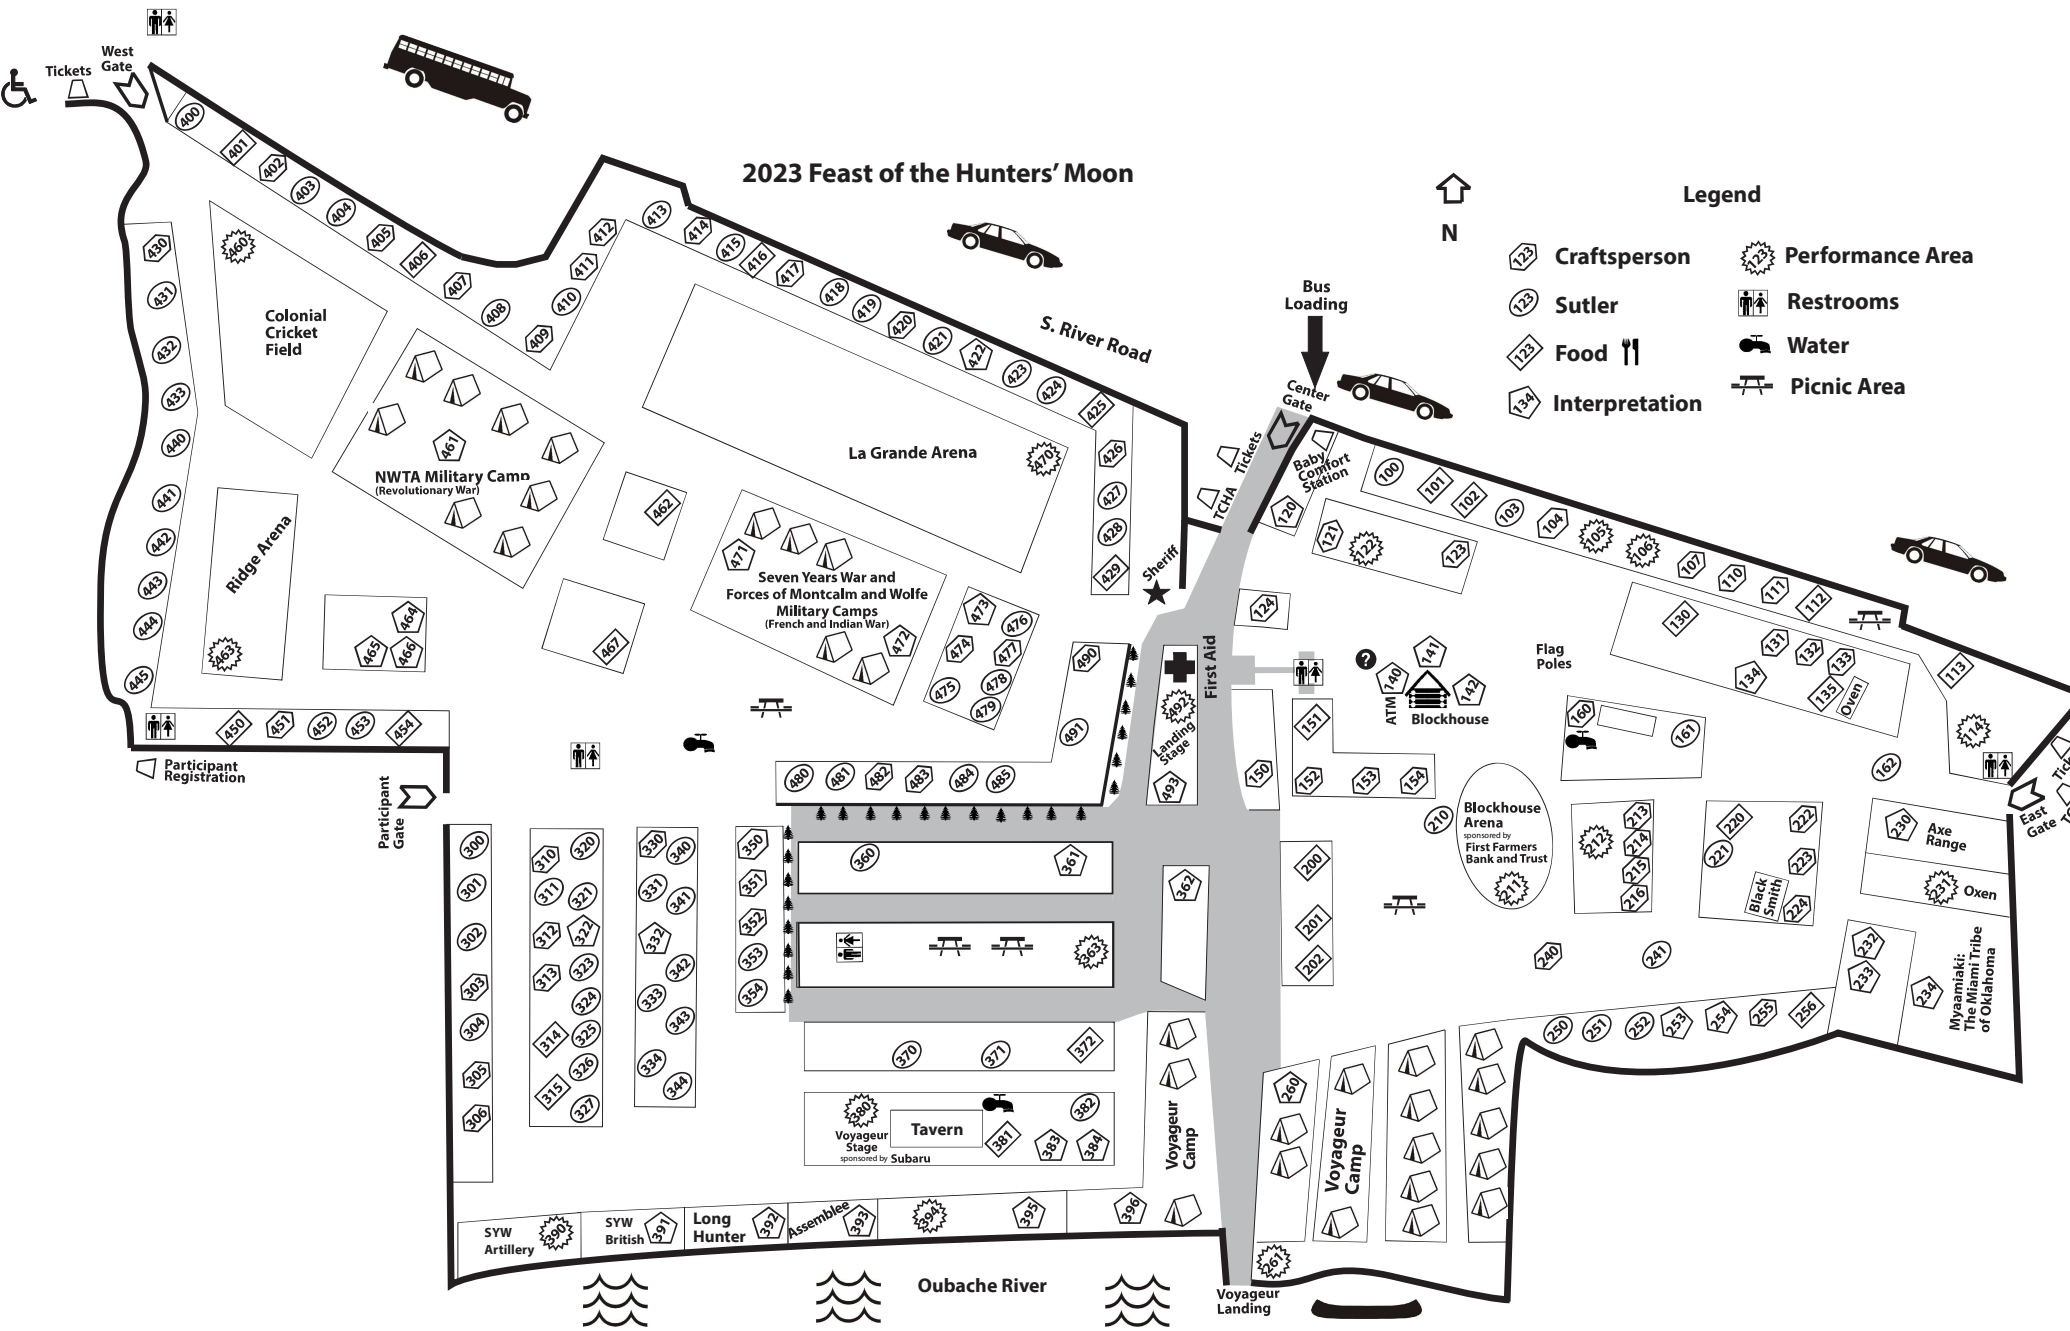 West
Gate
Tickets
2023 Feast of the Hunters’ Moon
N
Legend
123 Craftsperson
123 Sutler
123 Food
134 Interpretation
123 Performance Area
Restrooms
Water
Picnic Area
400
401
402
403
404
405
406
407
408
409
410
411
412
413
414
415
416
417
418
419
420
421
422
423
424
425
426
427
428
429
S. River Road
Bus
Loading
Center
Gate
Tickets
TCHA
Baby
Comfort
Station
Sheriff
430
431
432
433
440
441
442
443
444
445
450
451
452
453
454
460
Colonial
Cricket
Field
461
NWTA Military Camp
(Revolutionary War)
462
Ridge Arena
463
464
465
466
467
La Grande Arena
470
471
Seven Years War and
Forces of Montcalm and Wolfe
Military Camps
(French and Indian War)
472
473
474
475
476
477
478
479
480
481
482
483
484
485
490
491
First Aid
492
Landing
Stage
493
Participant
Registration
Participant
Gate
100
101
102
103
104
105
106
107
110
111
112
113
114
120
121
122
123
124
130
131
132
133
134
135
Oven
Flag
Poles
?
140
141
142
ATM
Blockhouse
150
151
152
153
154
160
161
162
East
Gate
200
201
202
210
Blockhouse
Arena
sponsored by
First Farmers
Bank and Trust
211
212
213
214
215
216
220
221
222
223
224
Black
Smith
230
Axe
Range
231
Oxen
232
233
234
Myaamiaki:
The Miami Tribe
of Oklahoma
240
241
250
251
252
253
254
255
256
260
Voyageur
Camp
261
Voyageur
Landing
300
301
302
303
304
305
306
310
311
312
313
314
315
320
321
322
323
324
325
326
327
330
331
332
333
334
340
341
342
343
344
350
351
352
353
354
360
361
362
363
370
371
372
380
Voyageur
Stage
sponsored by Subaru
Tavern
381
382
383
384
Voyageur
Camp
SYW
Artillery
390
SYW
British
391
Long
Hunter
392
Assemblee
393
394
395
396
Oubache River